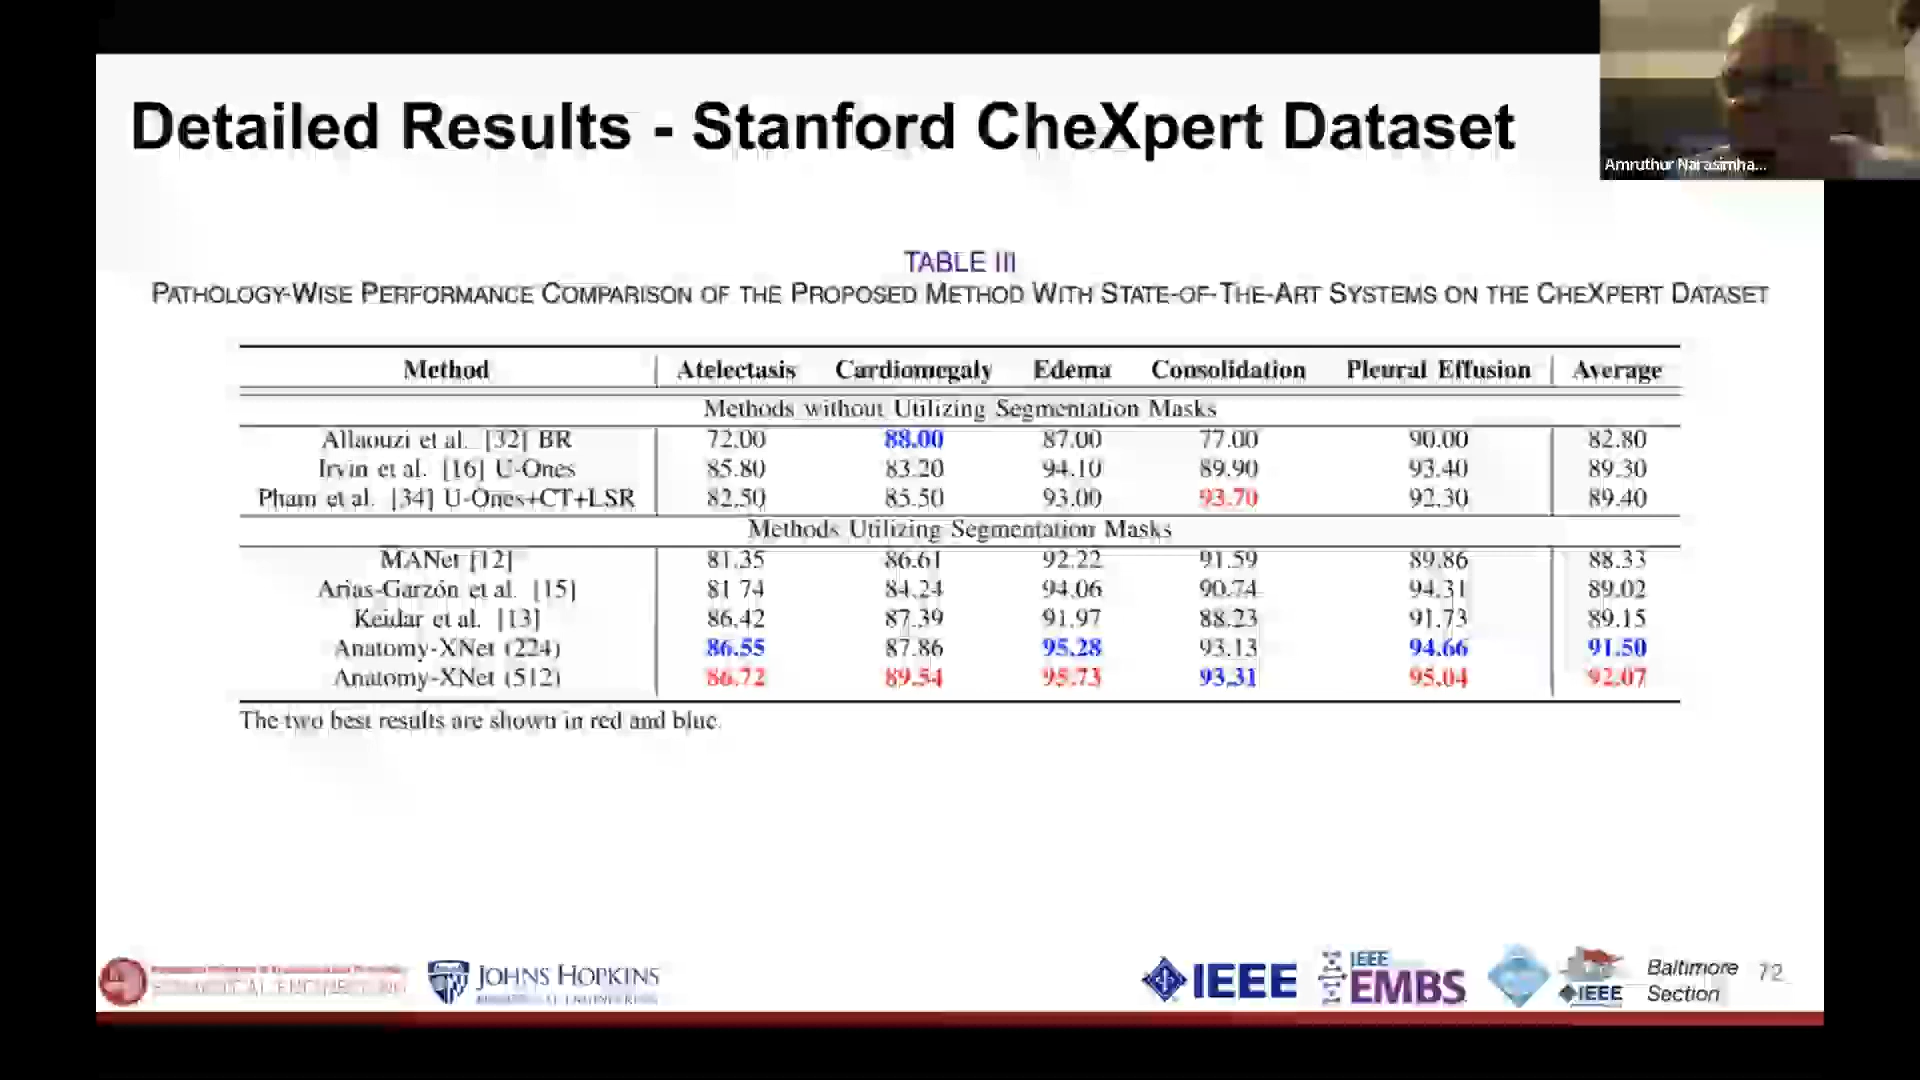 Detailed Results - Stanford CheXpert Dataset
Amruthur Narasimha...
TABLE III
PATHOLOGY-WISE PERFORMANCE COMPARISON OF THE PROPOSED METHOD WITH STATE-OF-THE-ART SYSTEMS ON THE CHEXPERT DATASET
Method Atelectasis Cardiomegaly Edema Consolidation Pleural Effusion Average
Methods without Utilizing Segmentation Masks
Allaouzi et al. [32] BR 72.00 88.00 87.00 77.00 90.00 82.80
Irvin et al. [16] U-Ones 85.80 83.20 94.10 89.90 93.40 89.30
Pham et al. [34] U-Ones+CT+LSR 82.50 85.50 93.00 93.70 92.30 89.40
Methods Utilizing Segmentation Masks
MANet [12] 81.35 86.61 92.22 91.59 89.86 88.33
Arias-Garzón et al. [15] 81.74 84.24 94.06 90.74 94.31 89.02
Keidar et al. [13] 86.42 87.39 91.97 88.23 91.73 89.15
Anatomy-XNet (224) 86.55 87.86 95.28 93.13 94.66 91.50
Anatomy-XNet (512) 86.72 89.54 95.73 93.31 95.04 92.07
The two best results are shown in red and blue.
BIOMEDICAL ENGINEERING
JOHNS HOPKINS
BIOMEDICAL ENGINEERING
IEEE
IEEE
EMBS
IEEE
Baltimore
Section
72